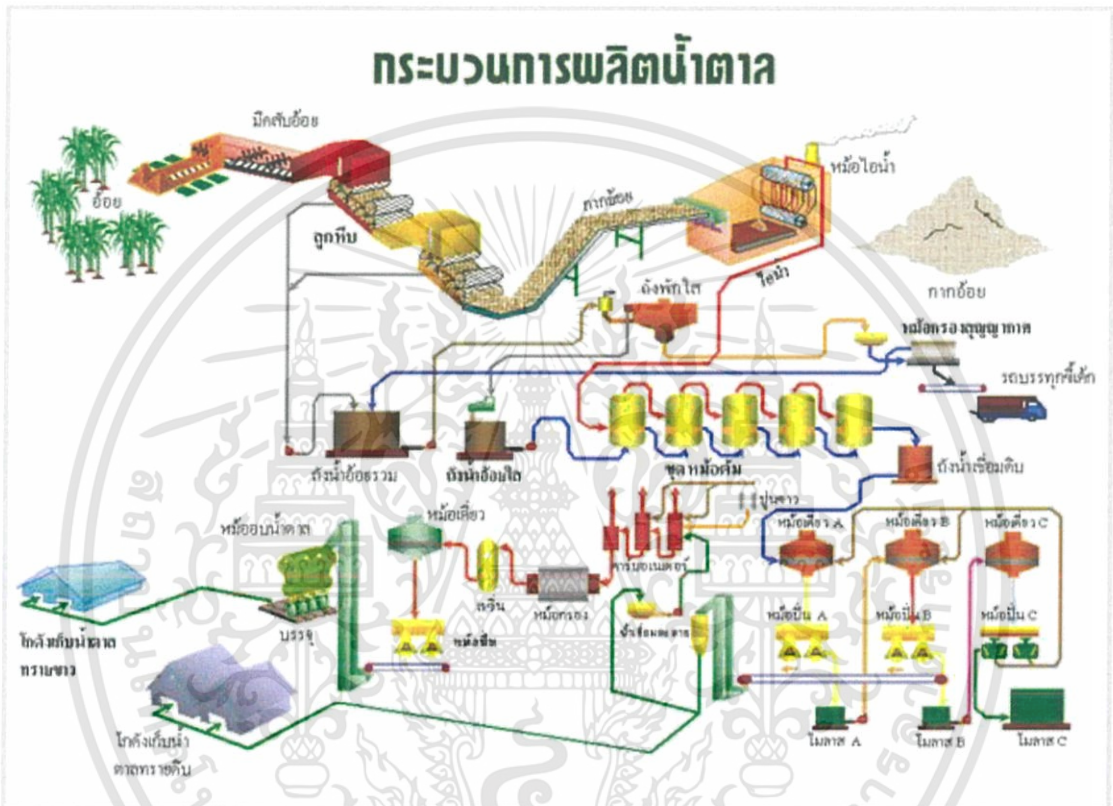 กระบวนการผลิตน้ำตาล
มีดสับอ้อย
อ้อย
ลูกหีบ
กากอ้อย
หม้อไอน้ำ
ไอน้ำ
กากอ้อย
ถังพักใส
หม้อกรองสุญญากาศ
รถบรรทุกขี้เค้ก
ถังน้ำอ้อยรวม
ถังน้ำอ้อยใส
ชุดหม้อต้ม
ถังน้ำเชื่อมดิบ
ปูนขาว
หม้อเคี่ยว
หม้ออบน้ำตาล
คาร์บอเนเตอร์
หม้อเคี่ยว A
หม้อเคี่ยว B
หม้อเคี่ยว C
เรซิ่น
หม้อกรอง
หม้อปั่น
น้ำเชื่อมละลาย
หม้อปั่น A
หม้อปั่น B
หม้อปั่น C
บรรจุ
โกดังเก็บน้ำตาล
ทรายขาว
โกดังเก็บน้ำ
ตาลทรายดิบ
โมลาส A
โมลาส B
โมลาส C